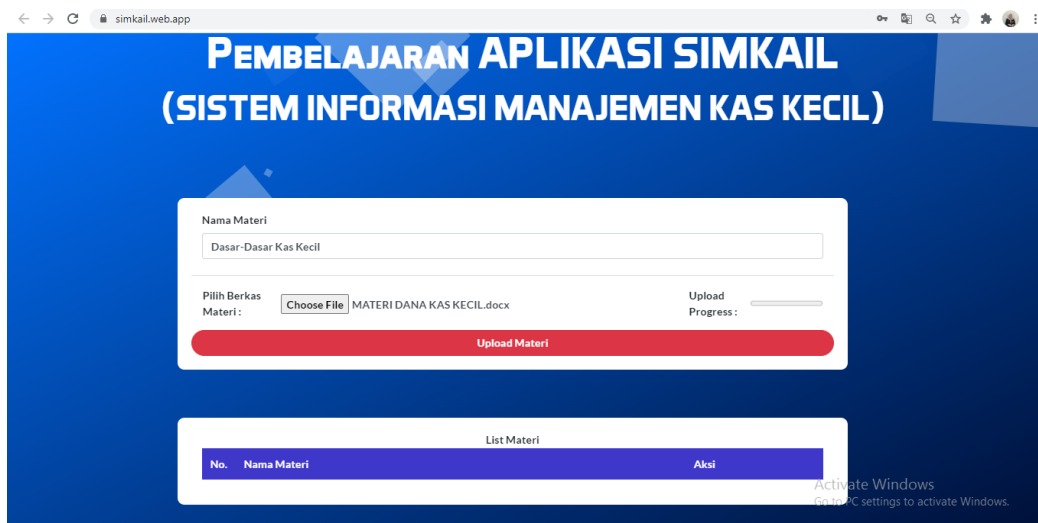 simkail.web.app
PEMBELAJARAN APLIKASI SIMKAIL
(SISTEM INFORMASI MANAJEMEN KAS KECIL)
Nama Materi
Dasar-Dasar Kas Kecil
Pilih Berkas
Materi :
Choose File MATERI DANA KAS KECIL.docx
Upload
Progress :
Upload Materi
List Materi
No. Nama Materi Aksi
Activate Windows
Go to PC settings to activate Windows.